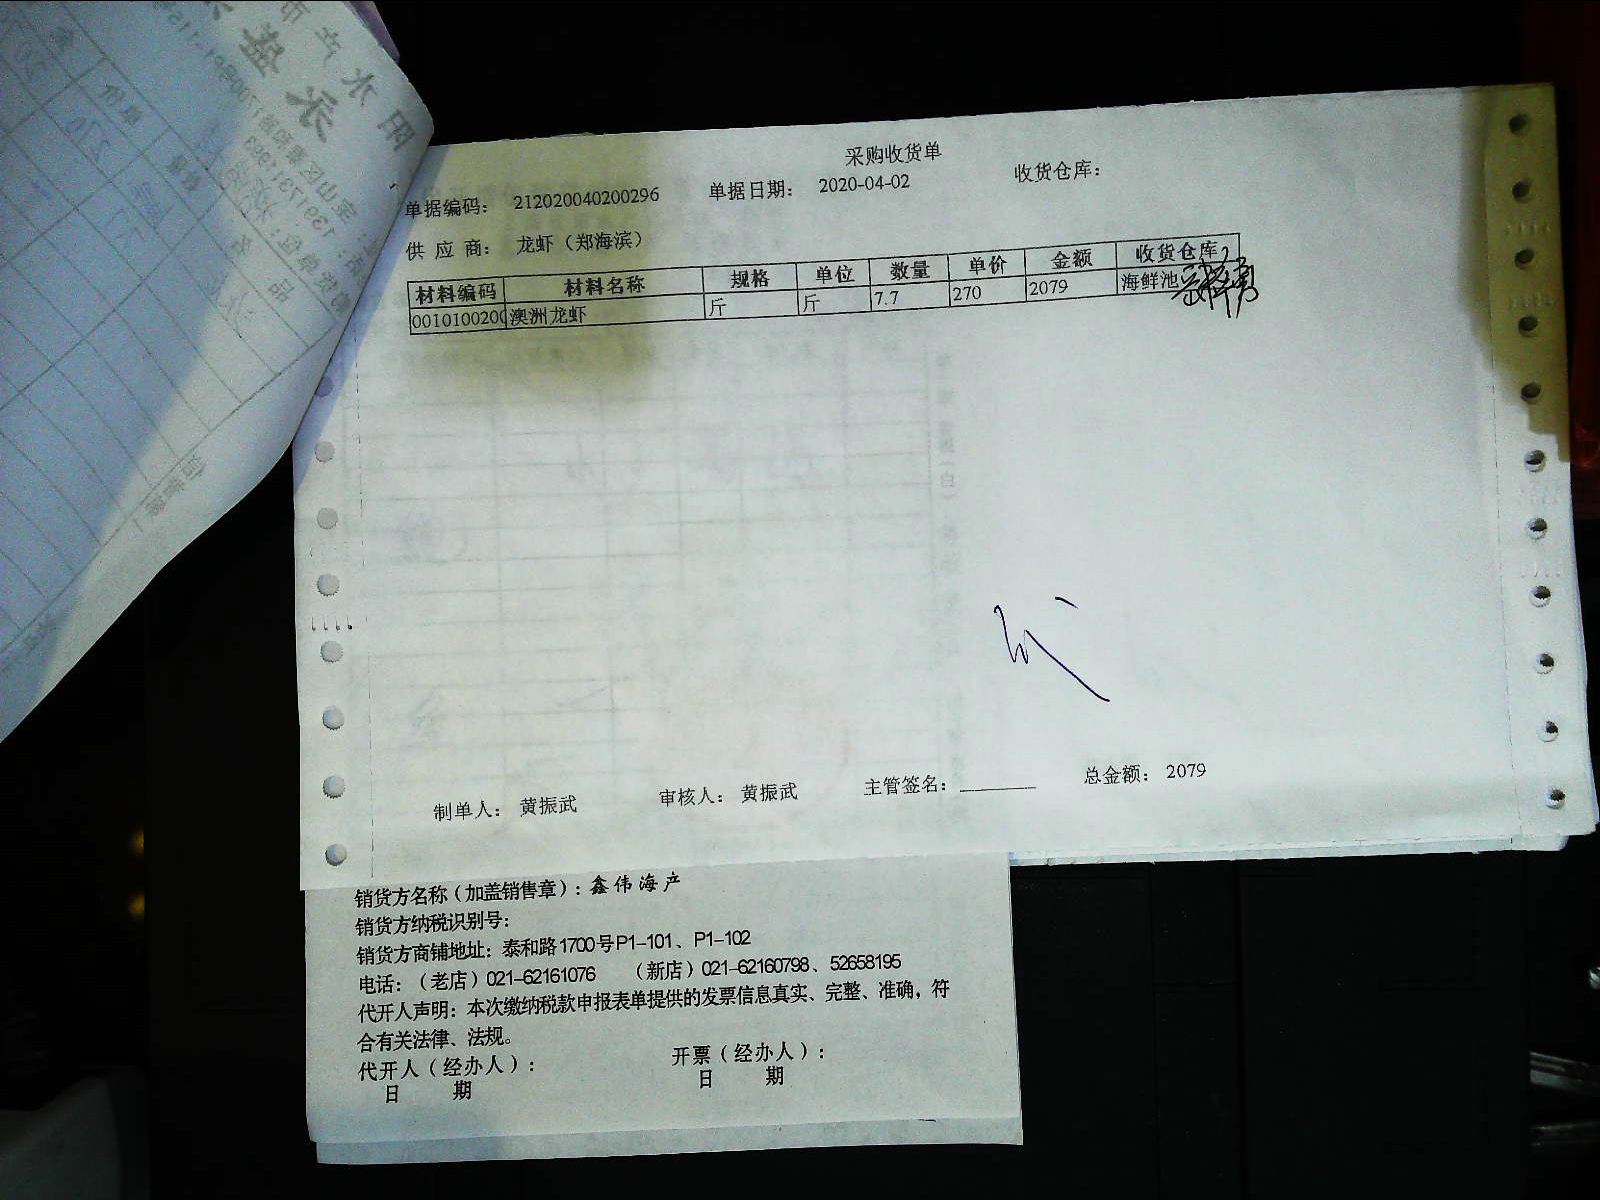 采购收货单
单据编码: 212020040200296 单据日期: 2020-04-02 收货仓库:
供应商: 龙虾（郑海滨）
材料编码 材料名称 规格 单位 数量 单价 金额 收货仓库
0010100200 澳洲龙虾 斤 斤 7.7 270 2079 海鲜池
制单人: 黄振武 审核人: 黄振武 主管签名: 总金额: 2079
销货方名称（加盖销售章）: 鑫伟海产
销货方纳税识别号:
销货方商铺地址: 泰和路1700号P1-101、P1-102
电话:（老店）021-62161076 （新店）021-62160798、52658195
代开人声明: 本次缴纳税款申报表单提供的发票信息真实、完整、准确，符
合有关法律、法规。
代开人（经办人）: 开票（经办人）:
日 期 日 期